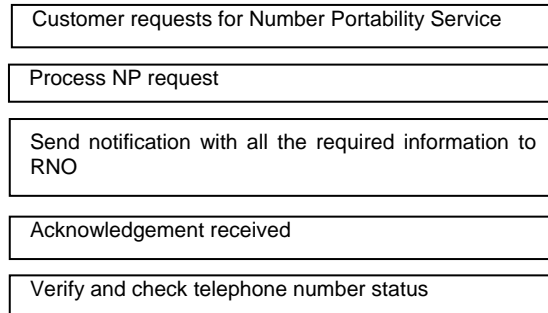 Customer requests for Number Portability Service
Process NP request
Send notification with all the required information to
RNO
Acknowledgement received
Verify and check telephone number status